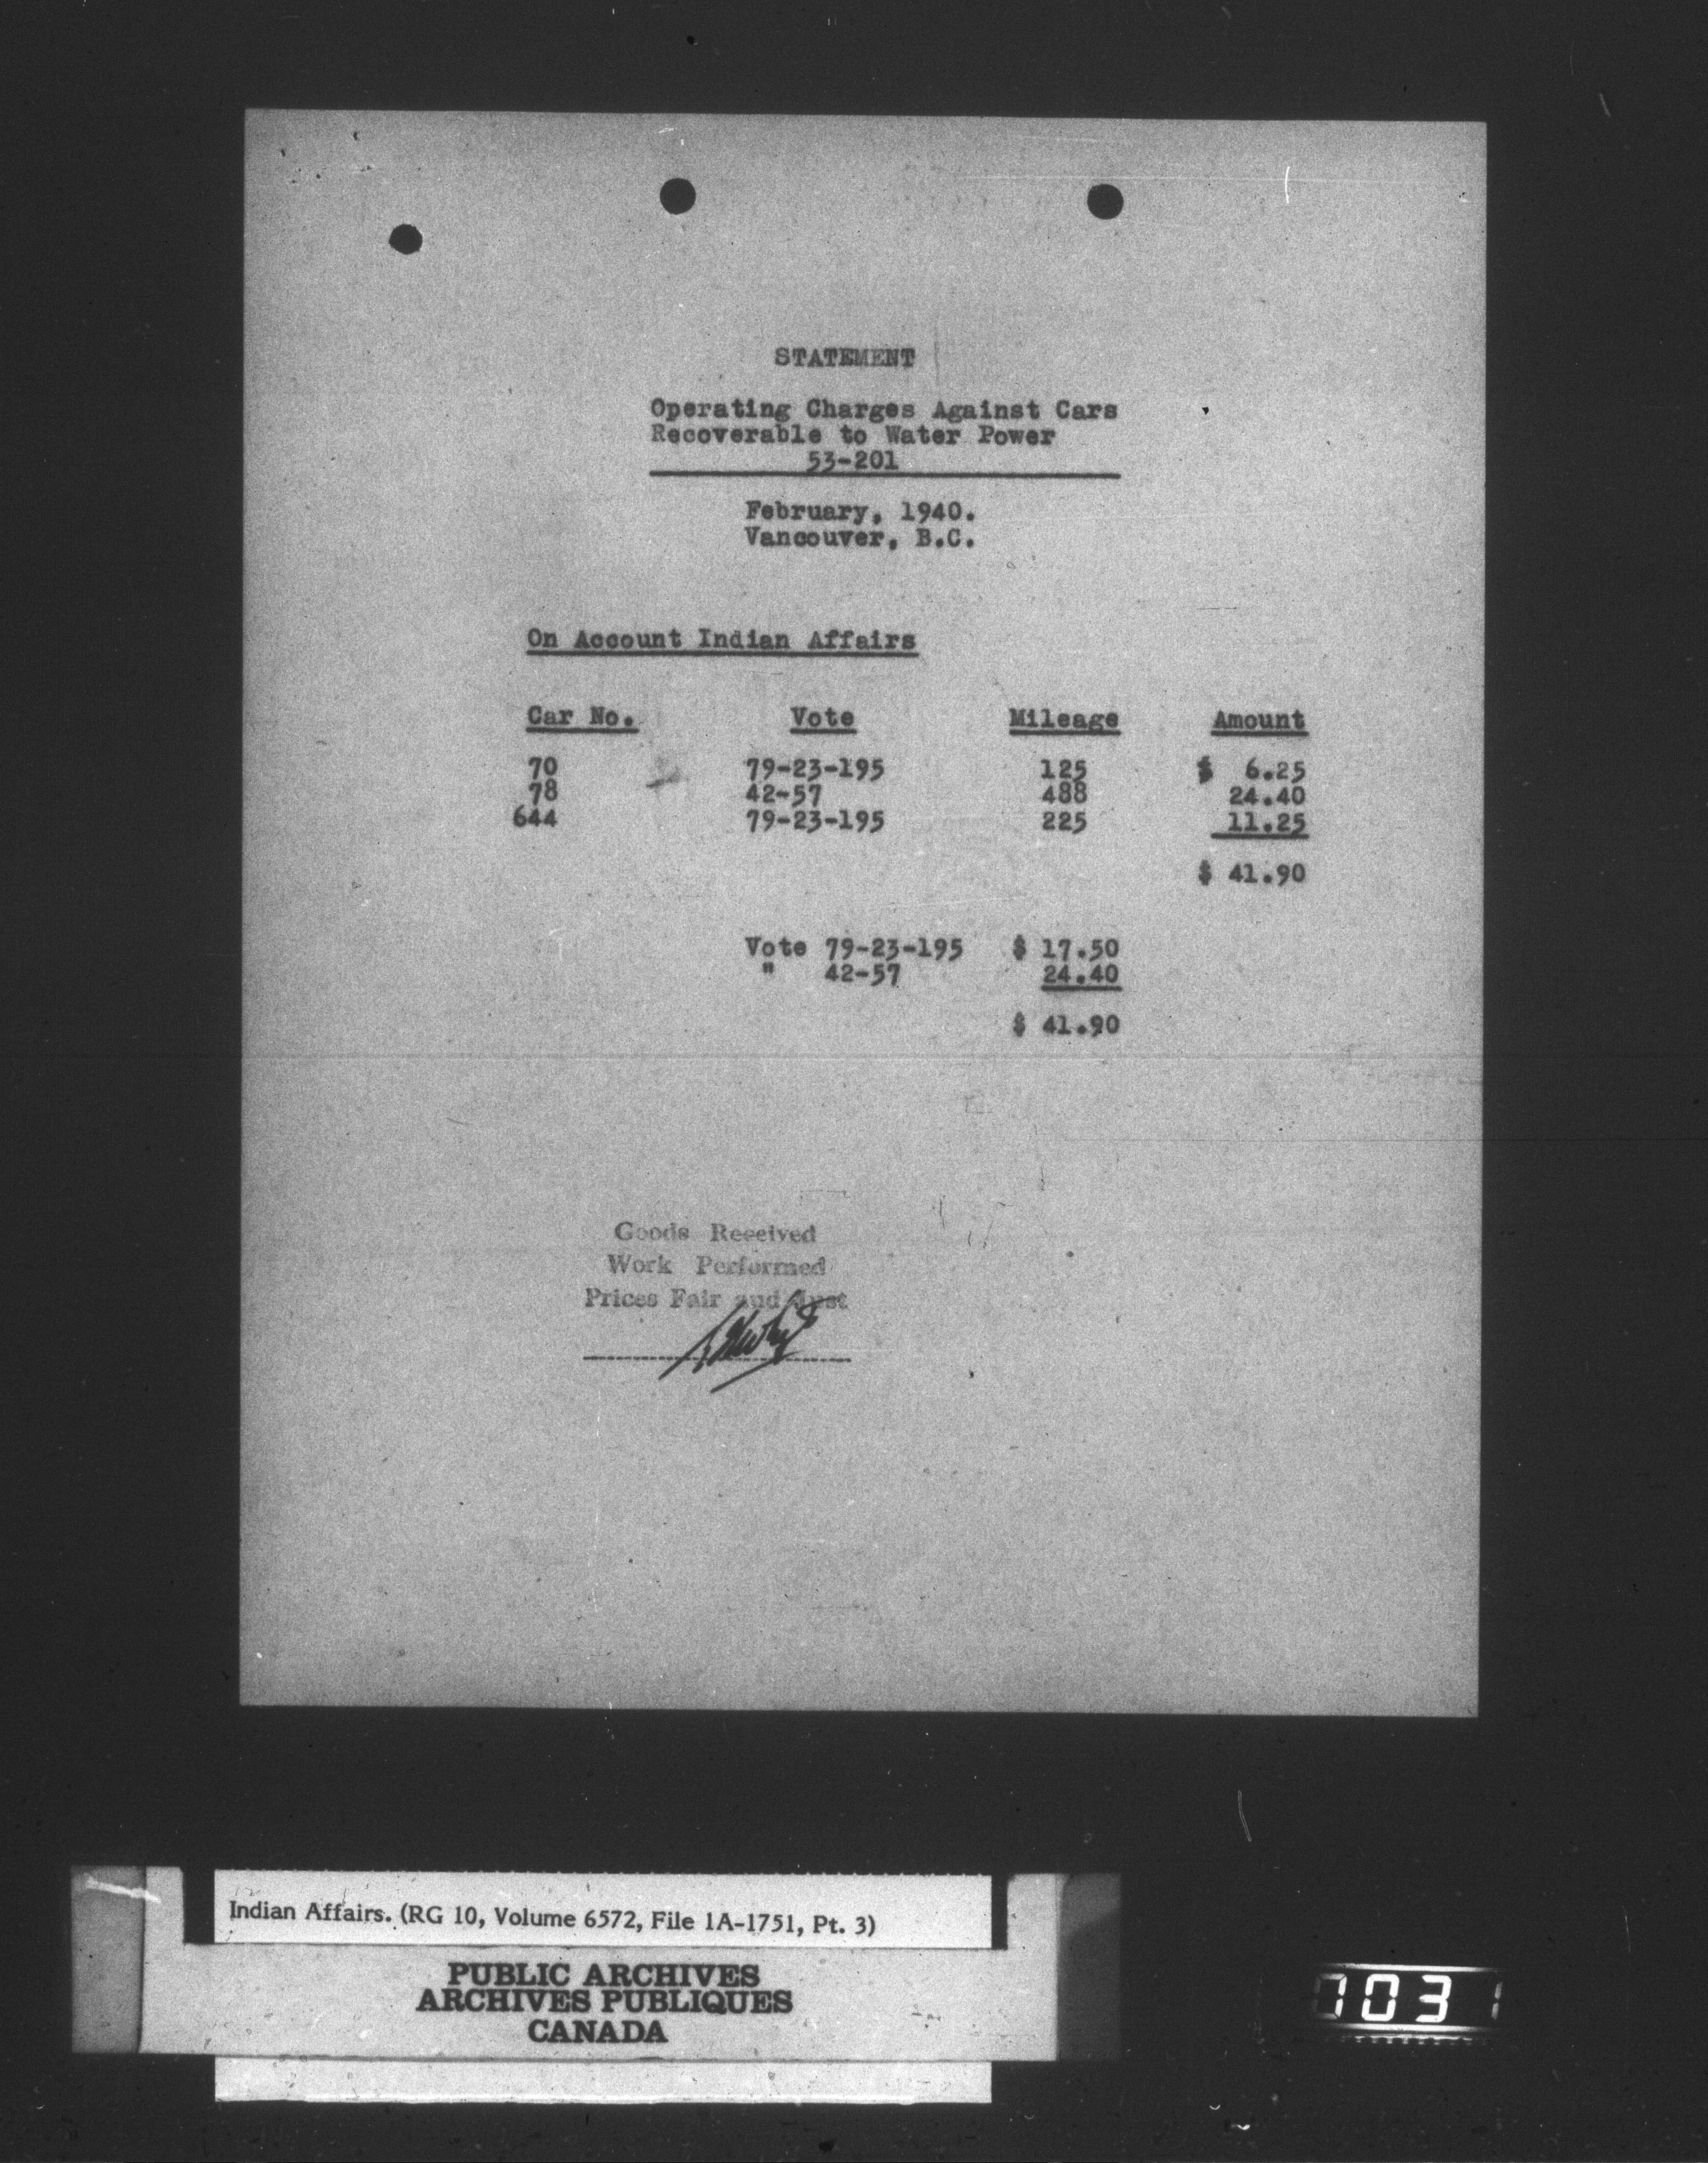 STATEMENT
Operating Charges Against Cars
Recoverable to Water Power
53-201
February, 1940.
Vancouver, B.C.
On Account Indian Affairs
Car No. Vote Mileage Amount
70 79-23-195 125 $ 6.25
78 42-57 488 24.40
644 79-23-195 225 11.25
$ 41.90
Vote 79-23-195 $ 17.50
" 42-57 24.40
$ 41.90
Goods Received
Work Performed
Prices Fair and Just
Indian Affairs. (RG 10, Volume 6572, File 1A-1751, Pt. 3)
PUBLIC ARCHIVES
ARCHIVES PUBLIQUES
CANADA